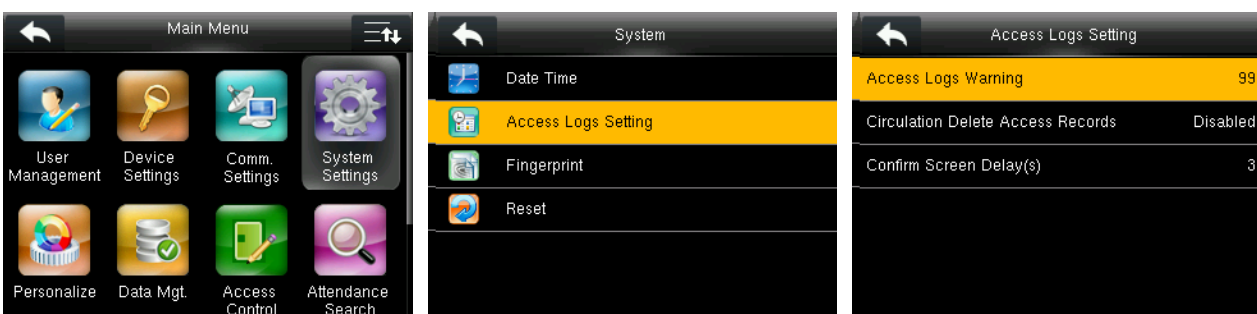 Main Menu
User
Management
Device
Settings
Comm.
Settings
System
Settings
Personalize
Data Mgt.
Access
Control
Attendance
Search
System
Date Time
Access Logs Setting
Fingerprint
Reset
Access Logs Setting
Access Logs Warning 99
Circulation Delete Access Records Disabled
Confirm Screen Delay(s) 3